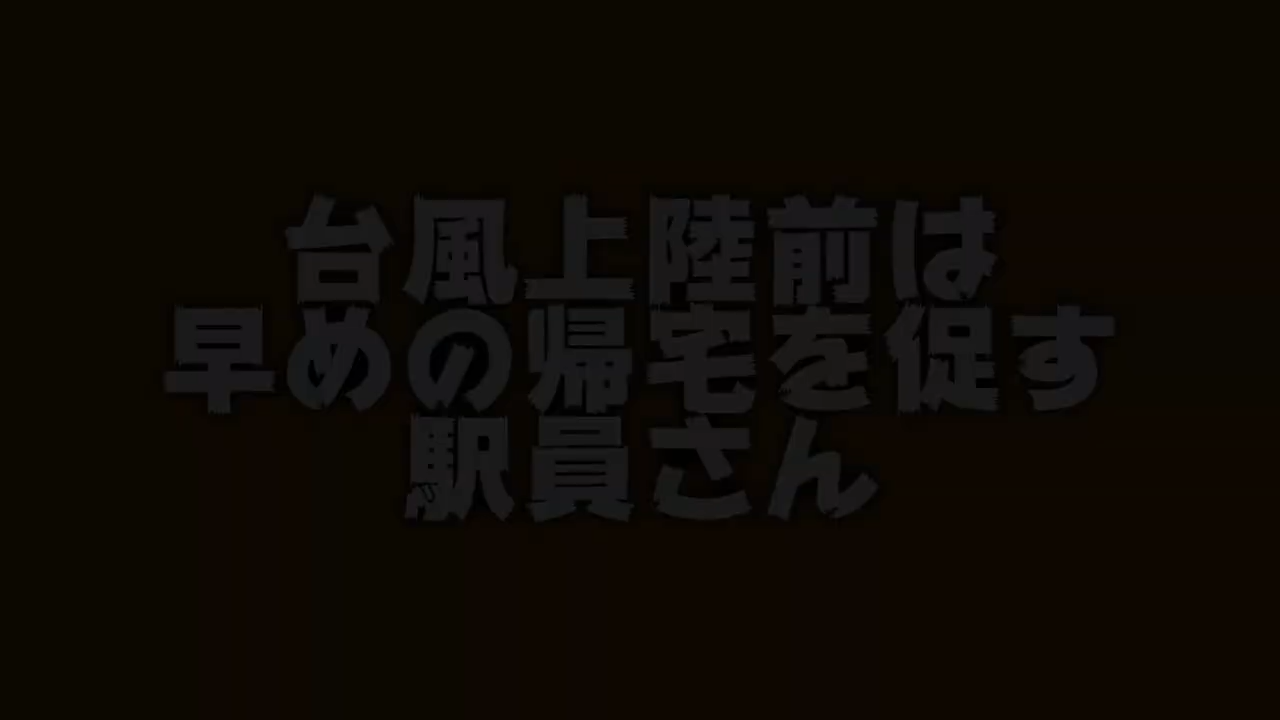 台風上陸前は
早めの帰宅を促す
駅員さん